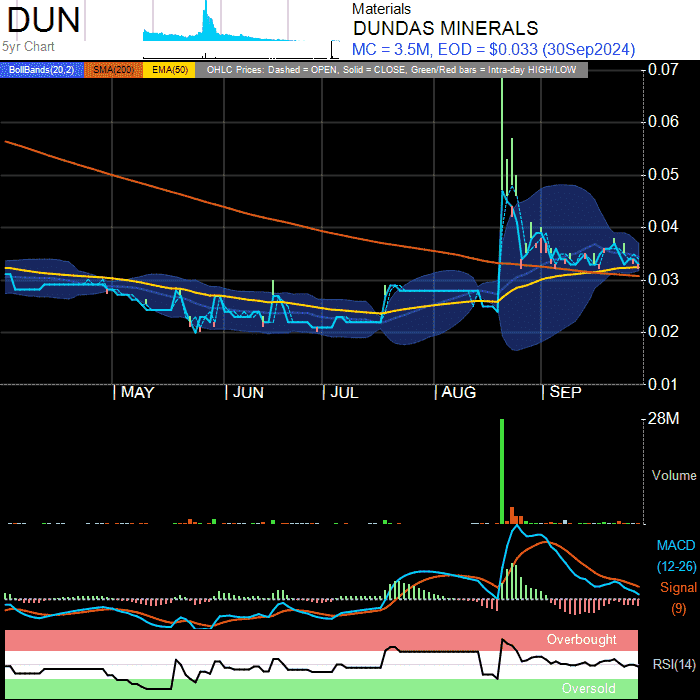 DUN
5yr Chart
Materials
DUNDAS MINERALS
MC = 3.5M, EOD = $0.033 (30Sep2024)
BollBands(20,2) SMA(200) EMA(50) OHLC Prices: Dashed = OPEN, Solid = CLOSE, Green/Red bars = Intra-day HIGH/LOW
0.07
0.06
0.05
0.04
0.03
0.02
0.01
| MAY | JUN | JUL | AUG | SEP
28M
Volume
MACD
(12-26)
Signal
(9)
Overbought
RSI(14)
Oversold